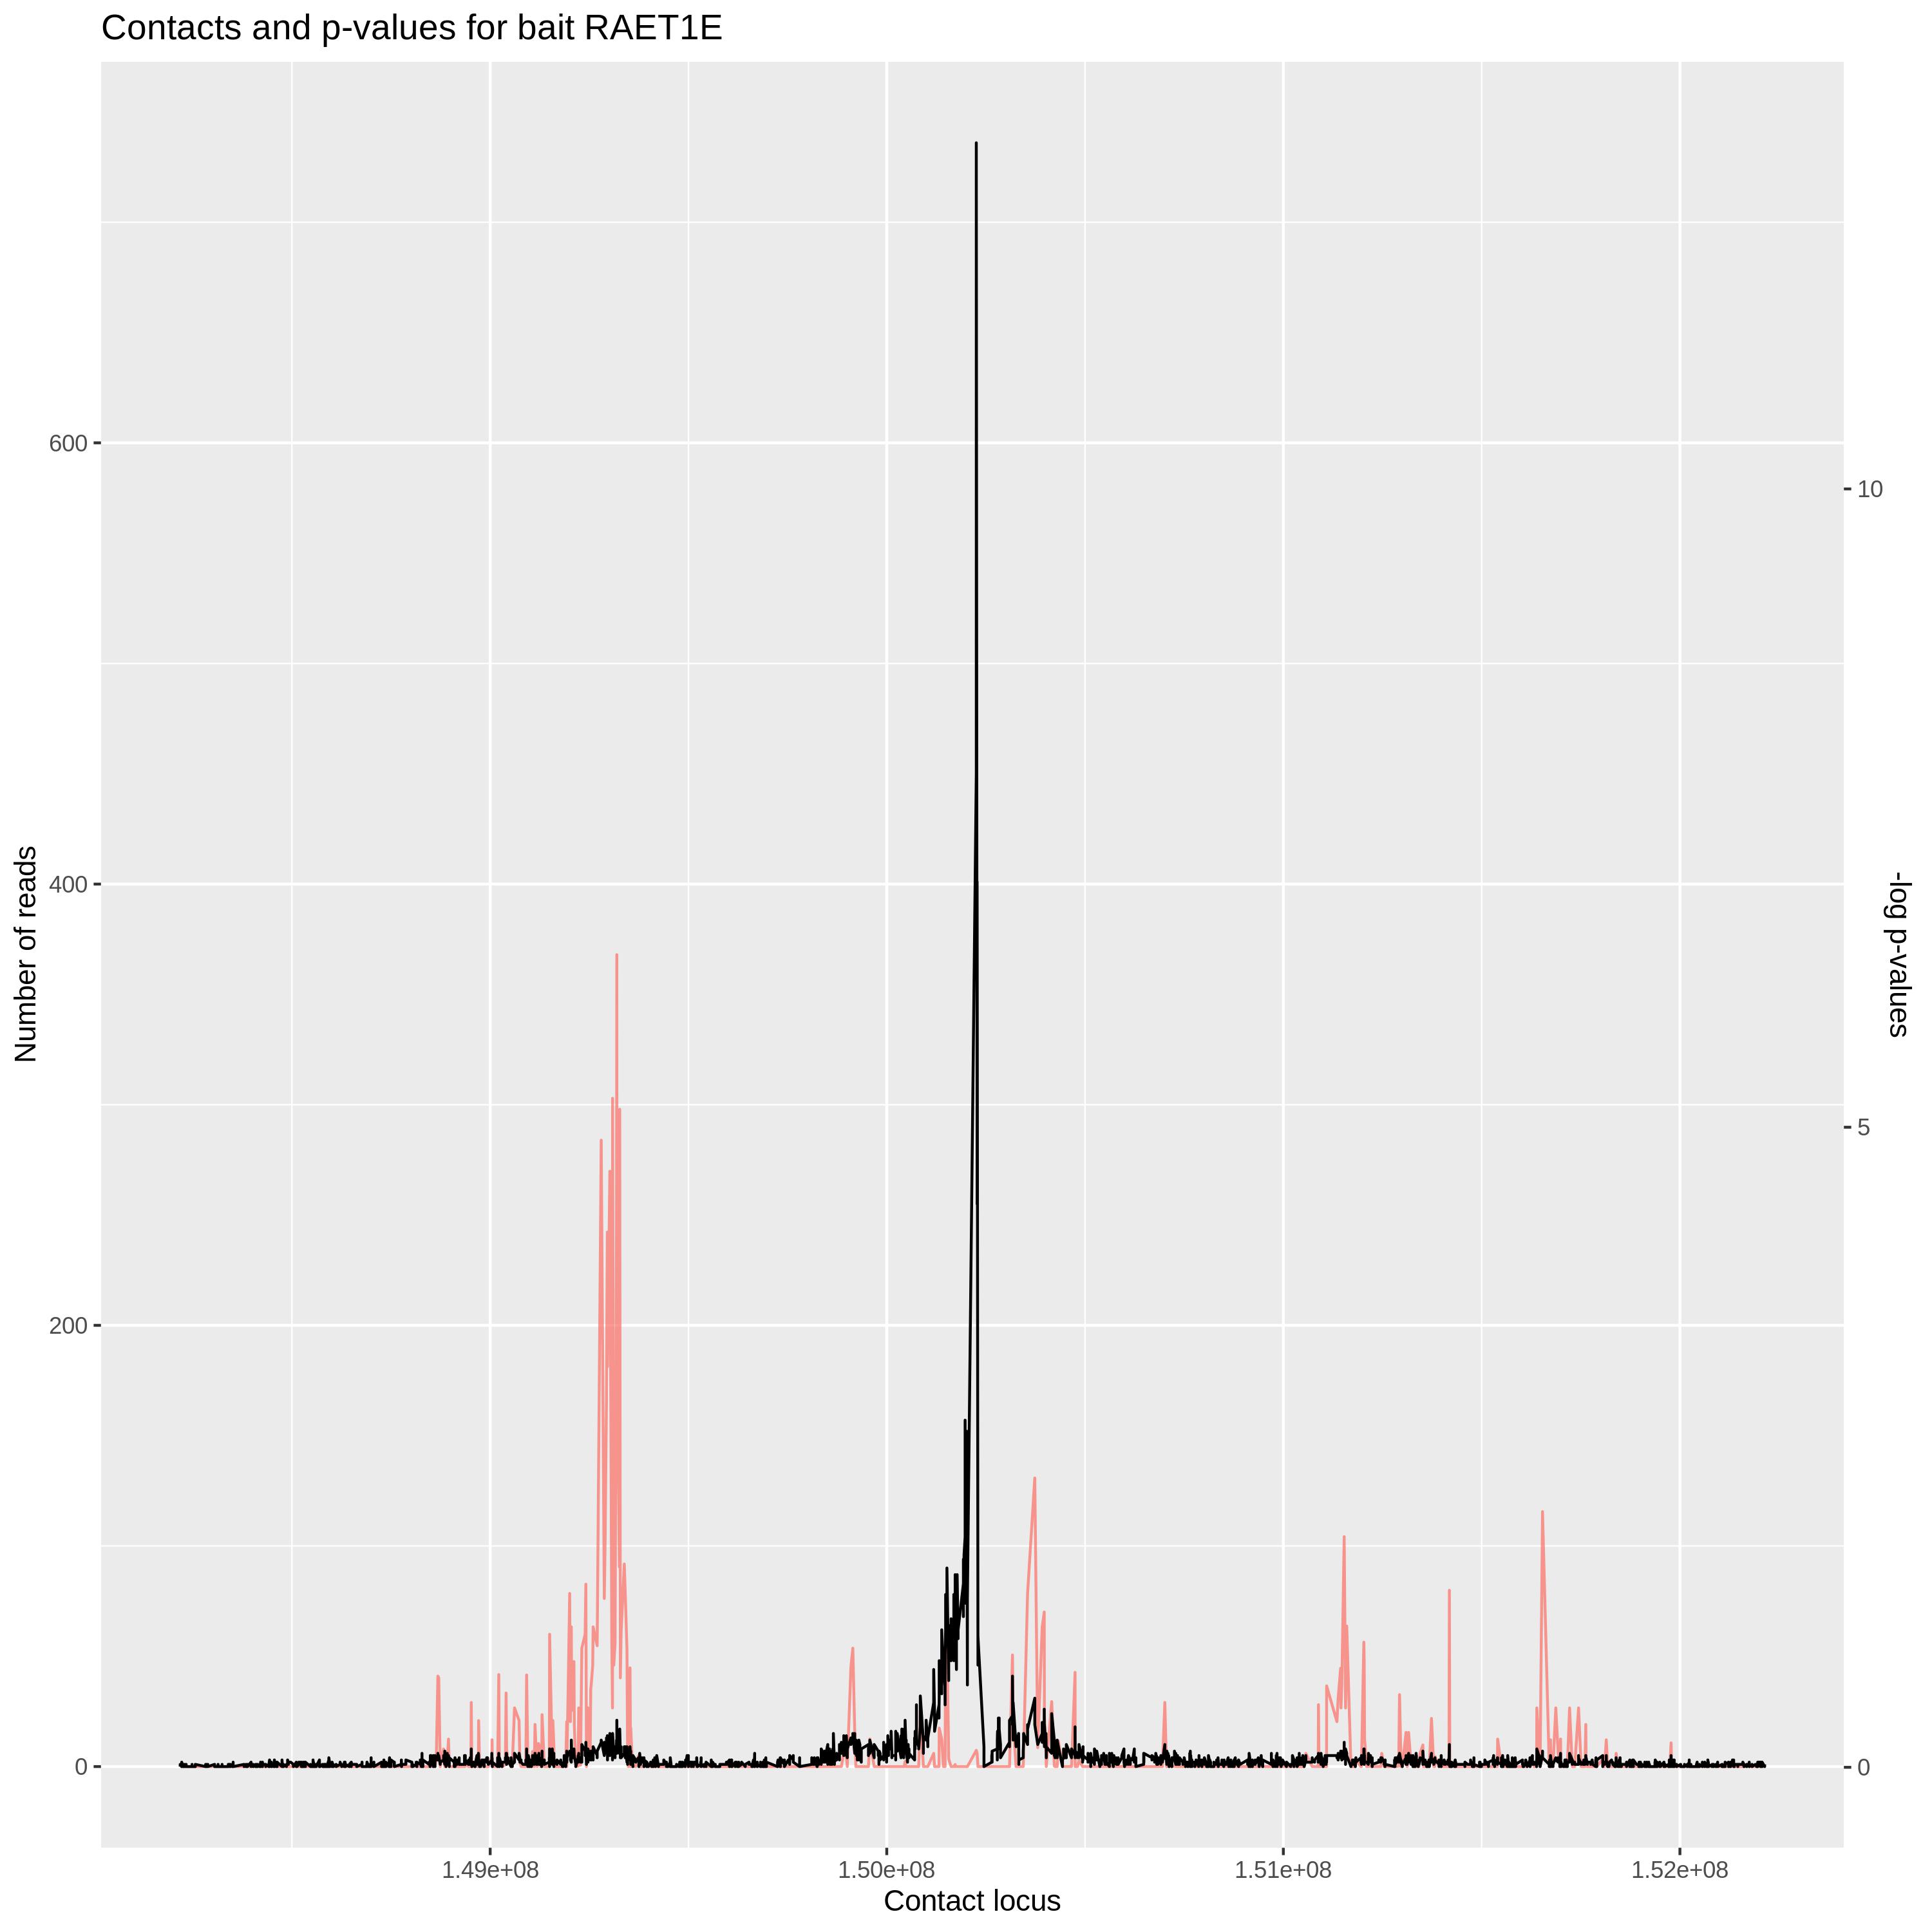 Contacts and p-values for bait RAET1E
600
400
200
0
Number of reads
10
5
0
-log p-values
1.49e+08
1.50e+08
1.51e+08
1.52e+08
Contact locus